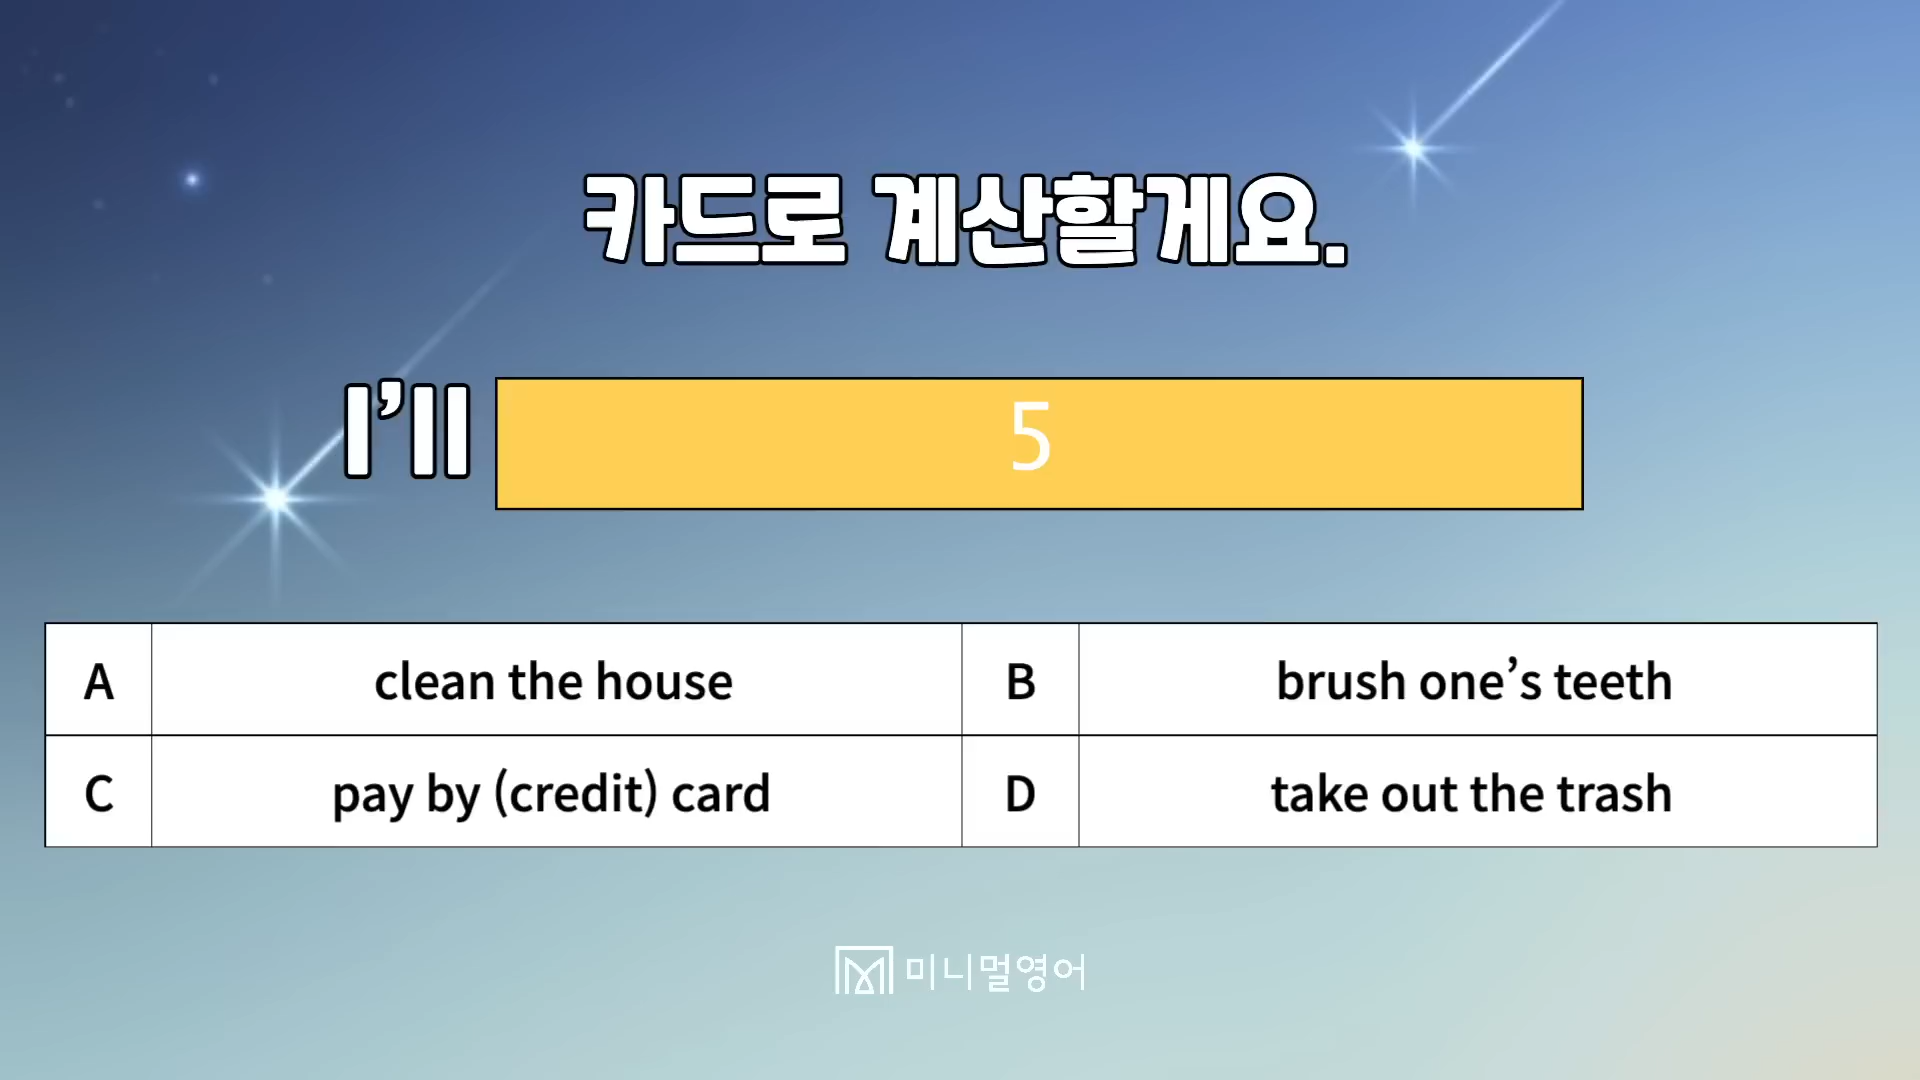 카드로 계산할게요.
I’ll 5
A clean the house B brush one’s teeth
C pay by (credit) card D take out the trash
미니멀영어